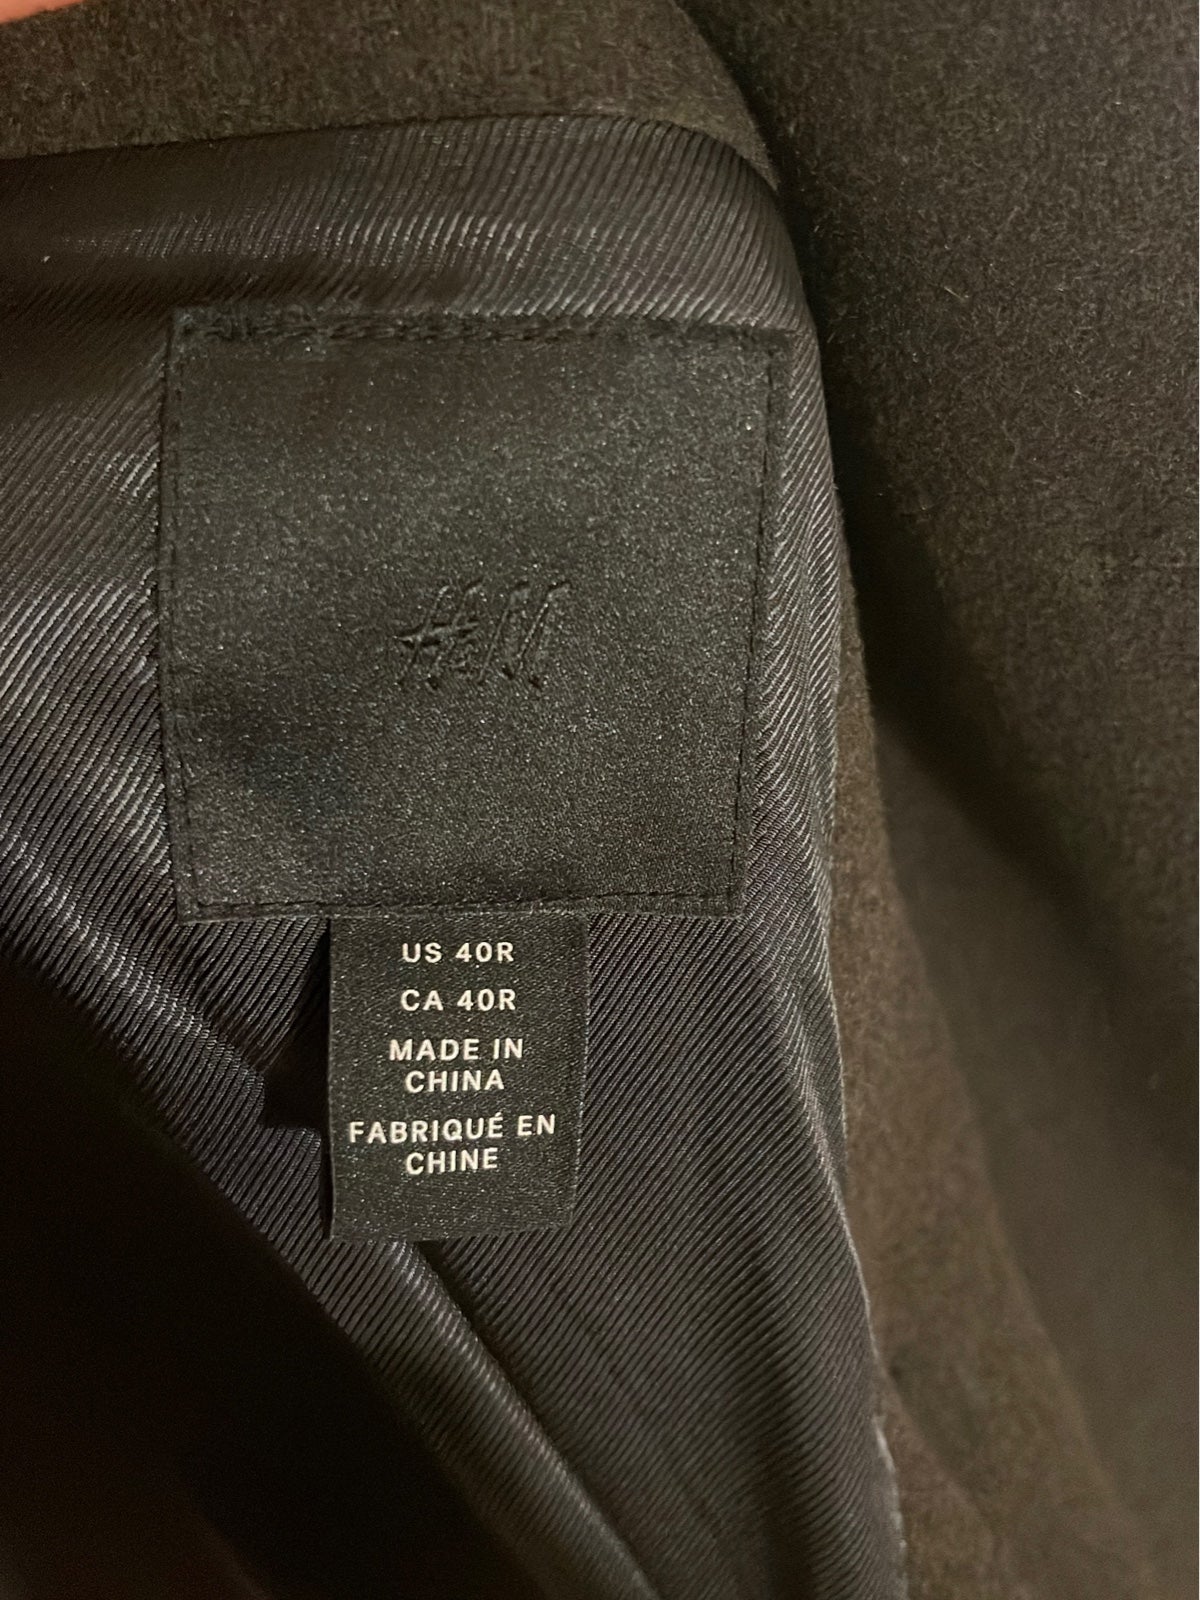 H&M
US 40R
CA 40R
MADE IN
CHINA
FABRIQUÉ EN
CHINE